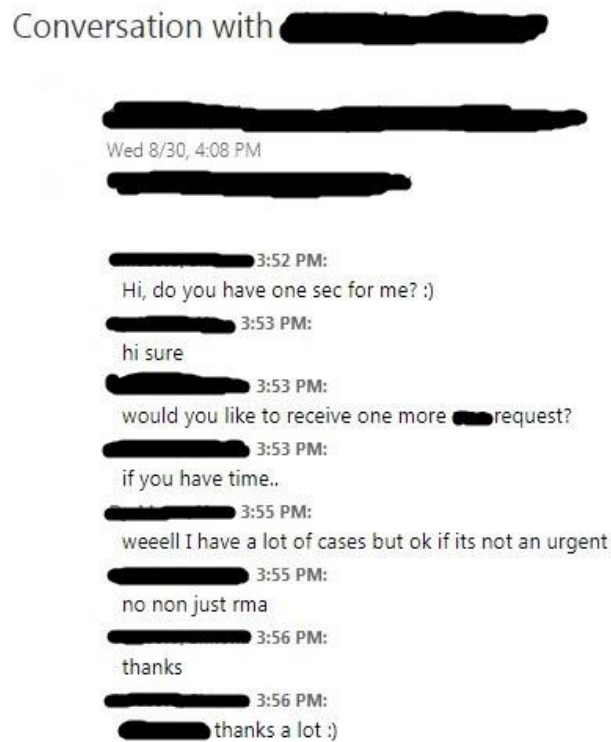 Conversation with
Wed 8/30, 4:08 PM
3:52 PM:
Hi, do you have one sec for me? :)
3:53 PM:
hi sure
3:53 PM:
would you like to receive one more request?
3:53 PM:
if you have time..
3:55 PM:
weeell I have a lot of cases but ok if its not an urgent
3:55 PM:
no non just rma
3:56 PM:
thanks
3:56 PM:
thanks a lot :)